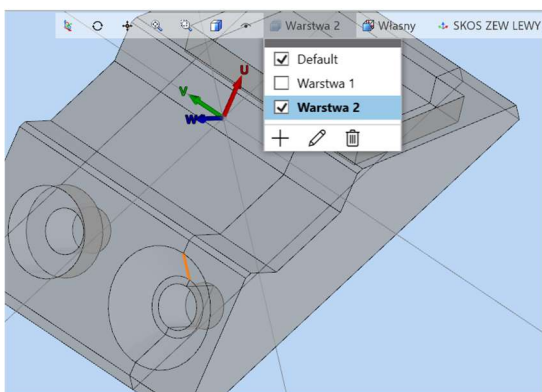 Warstwa 2 Własny SKOS ZEW LEWY
Default
Warstwa 1
Warstwa 2
U
V
W